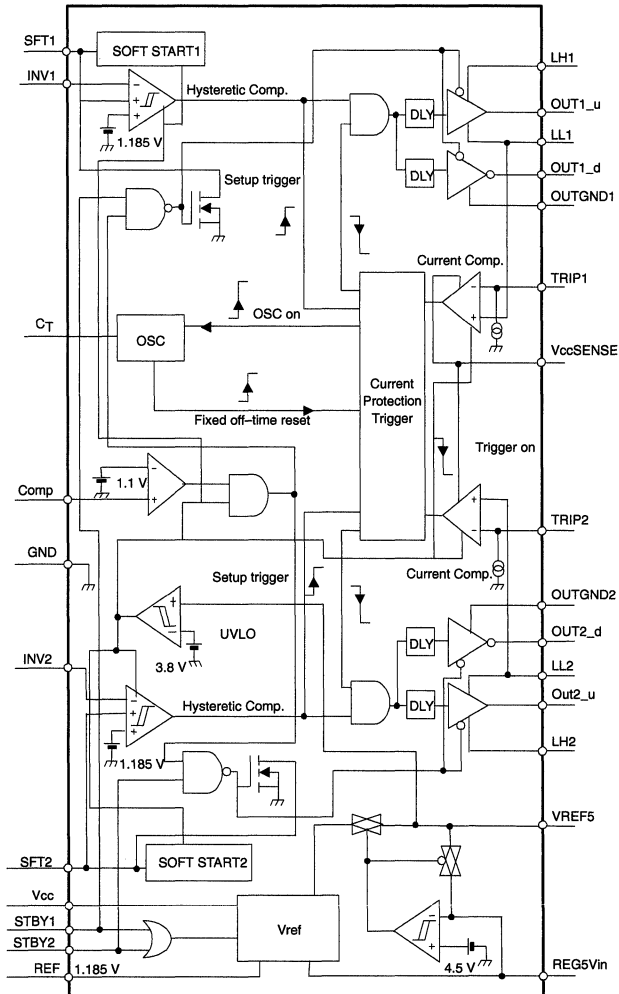 SFT1
SOFT START1
LH1
INV1
Hysteretic Comp.
OUT1_u
DLY
1.185 V
LL1
OUT1_d
DLY
Setup trigger
OUTGND1
Current Comp.
TRIP1
CT
OSC on
OSC
VccSENSE
Current
Protection
Trigger
Fixed off–time reset
Trigger on
1.1 V
Comp
TRIP2
GND
Setup trigger
Current Comp.
OUTGND2
UVLO
OUT2_d
DLY
3.8 V
INV2
LL2
Hysteretic Comp.
DLY
Out2_u
1.185 V
LH2
VREF5
SFT2
SOFT START2
Vcc
STBY1
Vref
STBY2
REF
1.185 V
4.5 V
REG5Vin